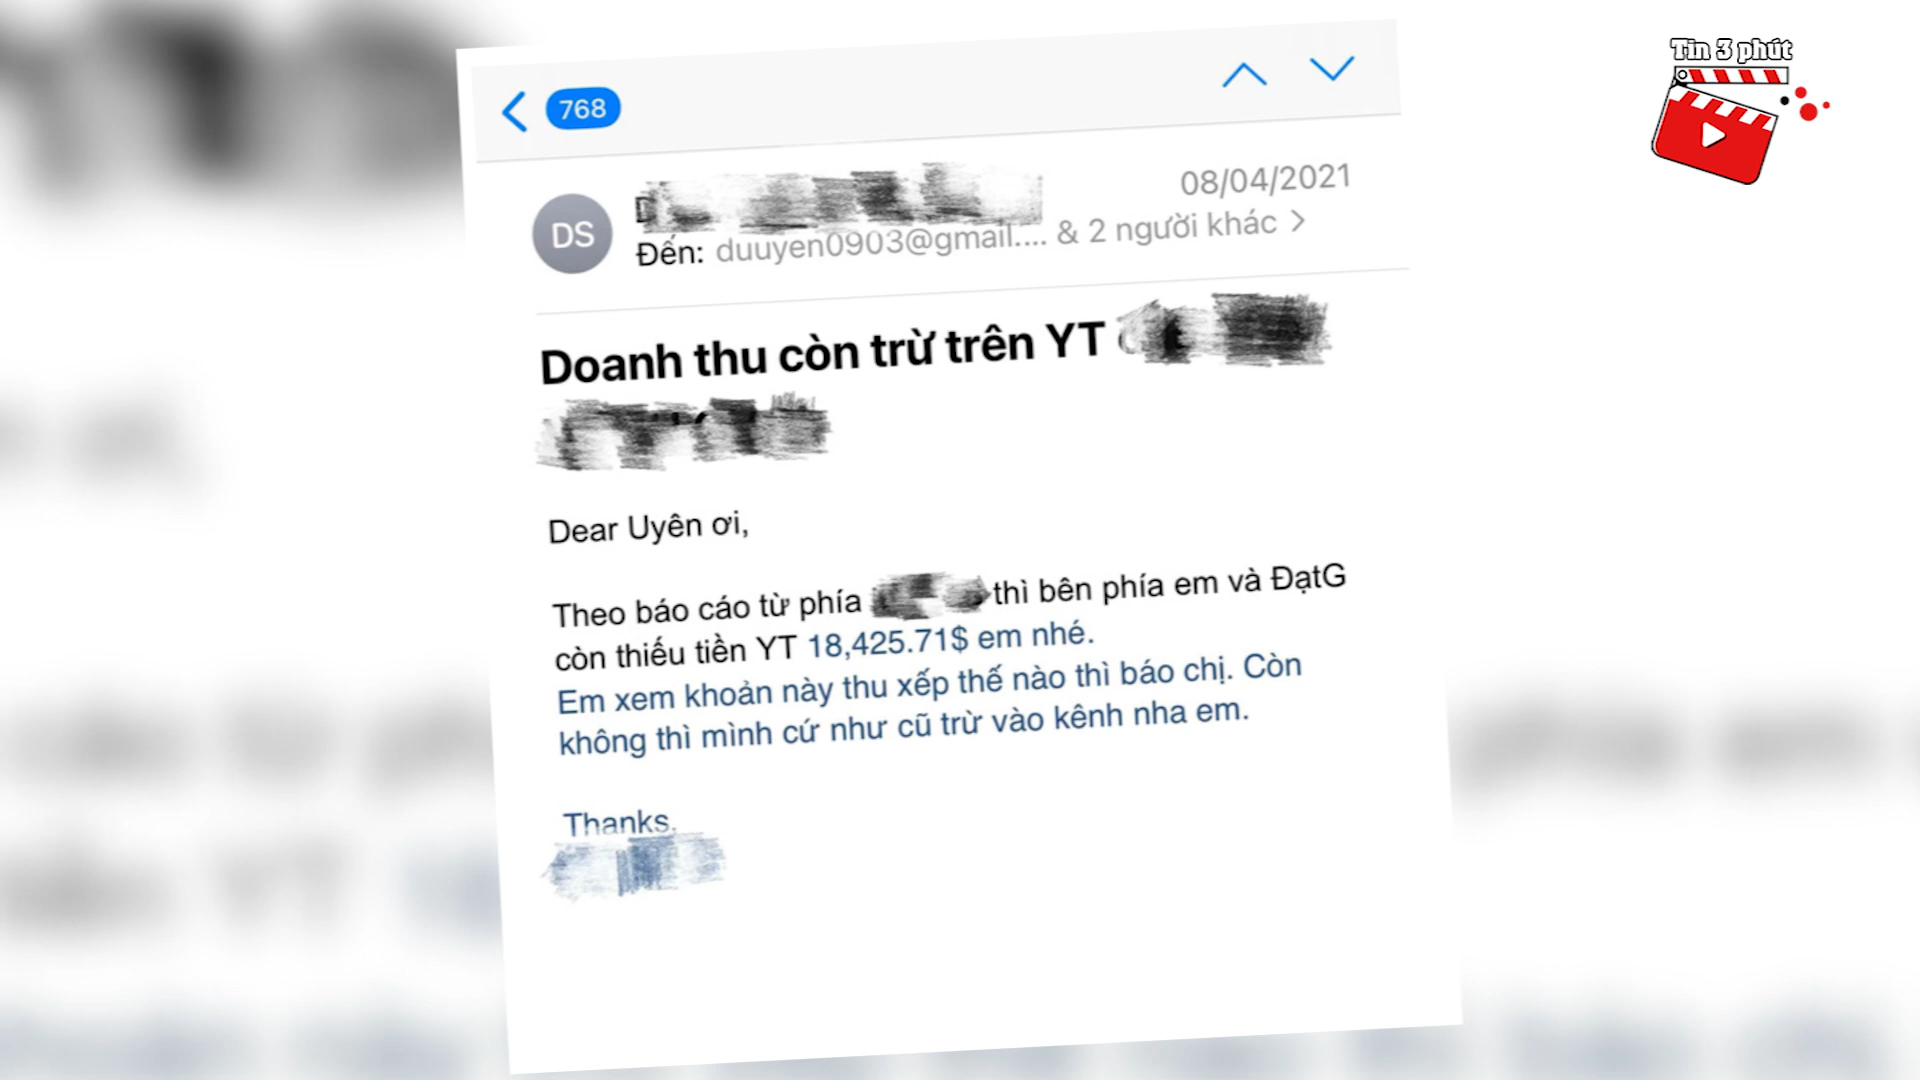 Tin 3 phút
768
08/04/2021
DS
Đến: duuyen0903@gmail.... & 2 người khác
Doanh thu còn trừ trên YT
Dear Uyên ơi,
Theo báo cáo từ phía thì bên phía em và ĐạtG
còn thiếu tiền YT 18,425.71$ em nhé.
Em xem khoản này thu xếp thế nào thì báo chị. Còn
không thì mình cứ như cũ trừ vào kênh nha em.
Thanks,